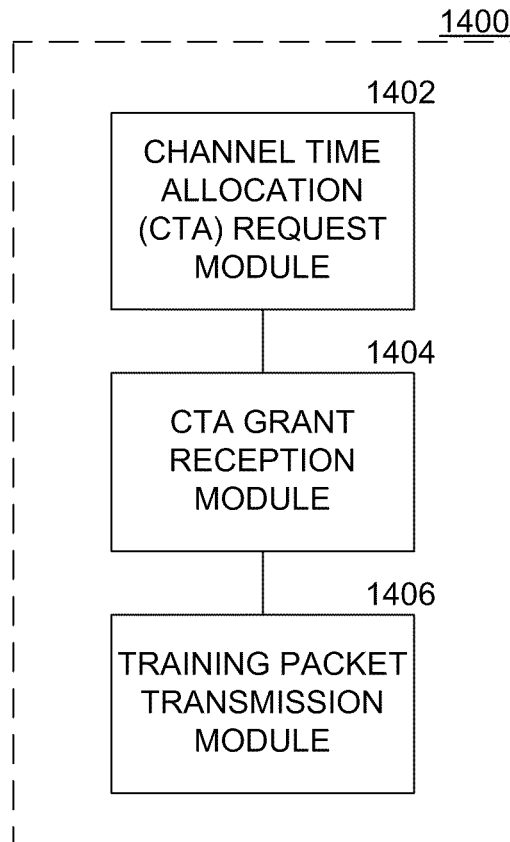 1400
1402
CHANNEL TIME
ALLOCATION
(CTA) REQUEST
MODULE
1404
CTA GRANT
RECEPTION
MODULE
1406
TRAINING PACKET
TRANSMISSION
MODULE